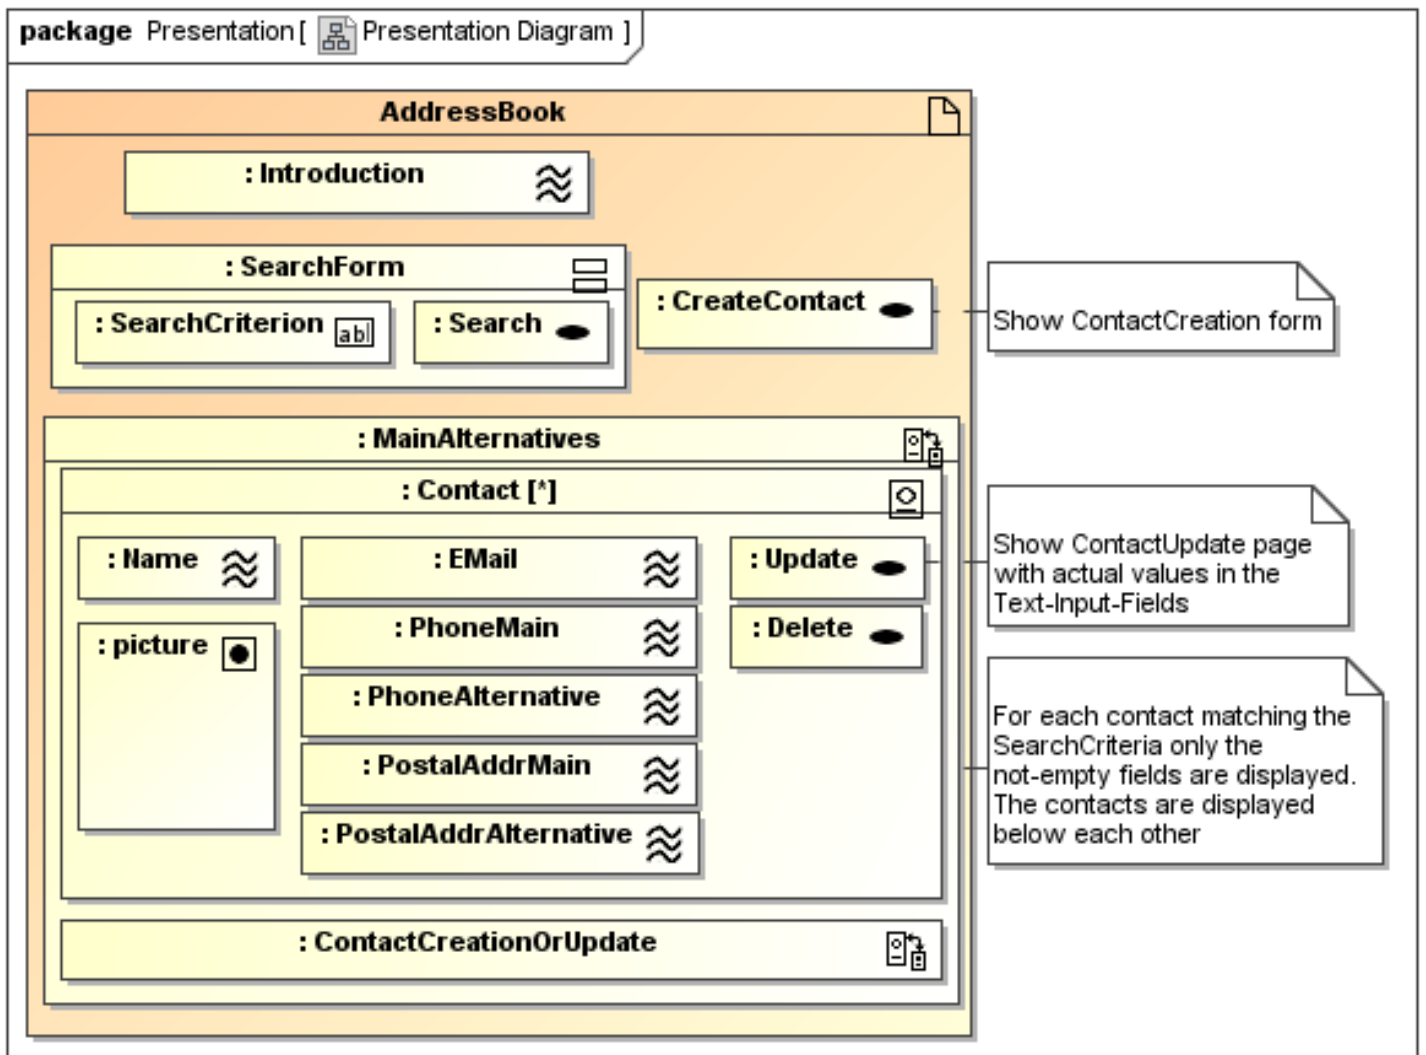 package Presentation [ Presentation Diagram ]
AddressBook
: Introduction
: SearchForm
: SearchCriterion
abl
: Search
: CreateContact
Show ContactCreation form
: MainAlternatives
: Contact [*]
: Name
: picture
: EMail
: PhoneMain
: PhoneAlternative
: PostalAddrMain
: PostalAddrAlternative
: Update
: Delete
Show ContactUpdate page
with actual values in the
Text-Input-Fields
For each contact matching the
SearchCriteria only the
not-empty fields are displayed.
The contacts are displayed
below each other
: ContactCreationOrUpdate